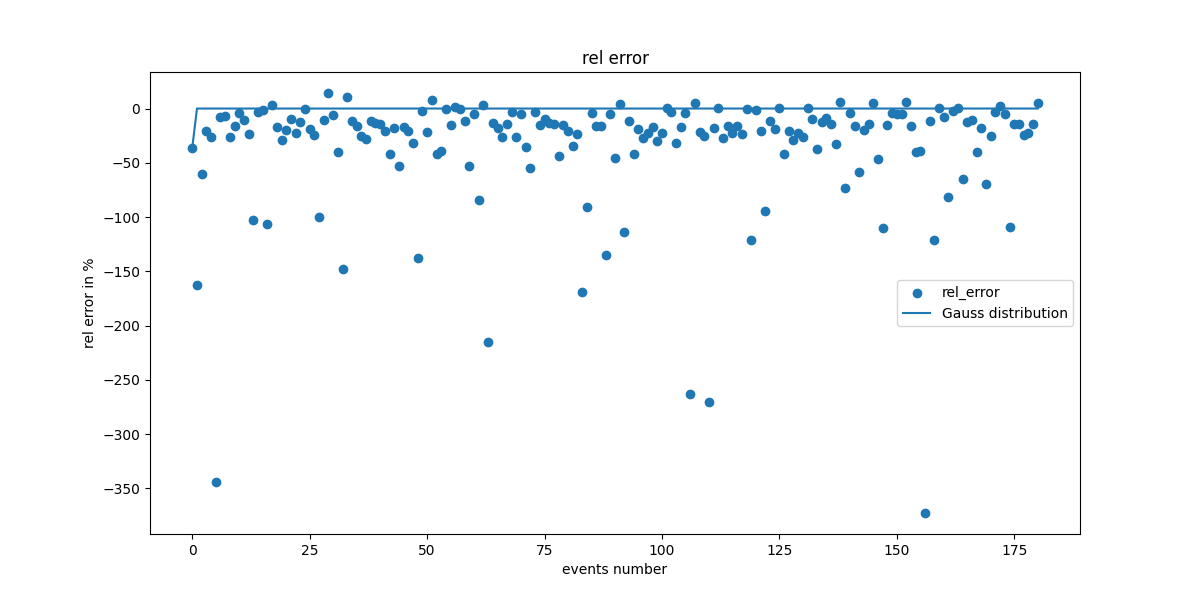 rel error
0
−50
−100
−150
−200
−250
−300
−350
rel error in %
rel_error
Gauss distribution
0 25 50 75 100 125 150 175
events number